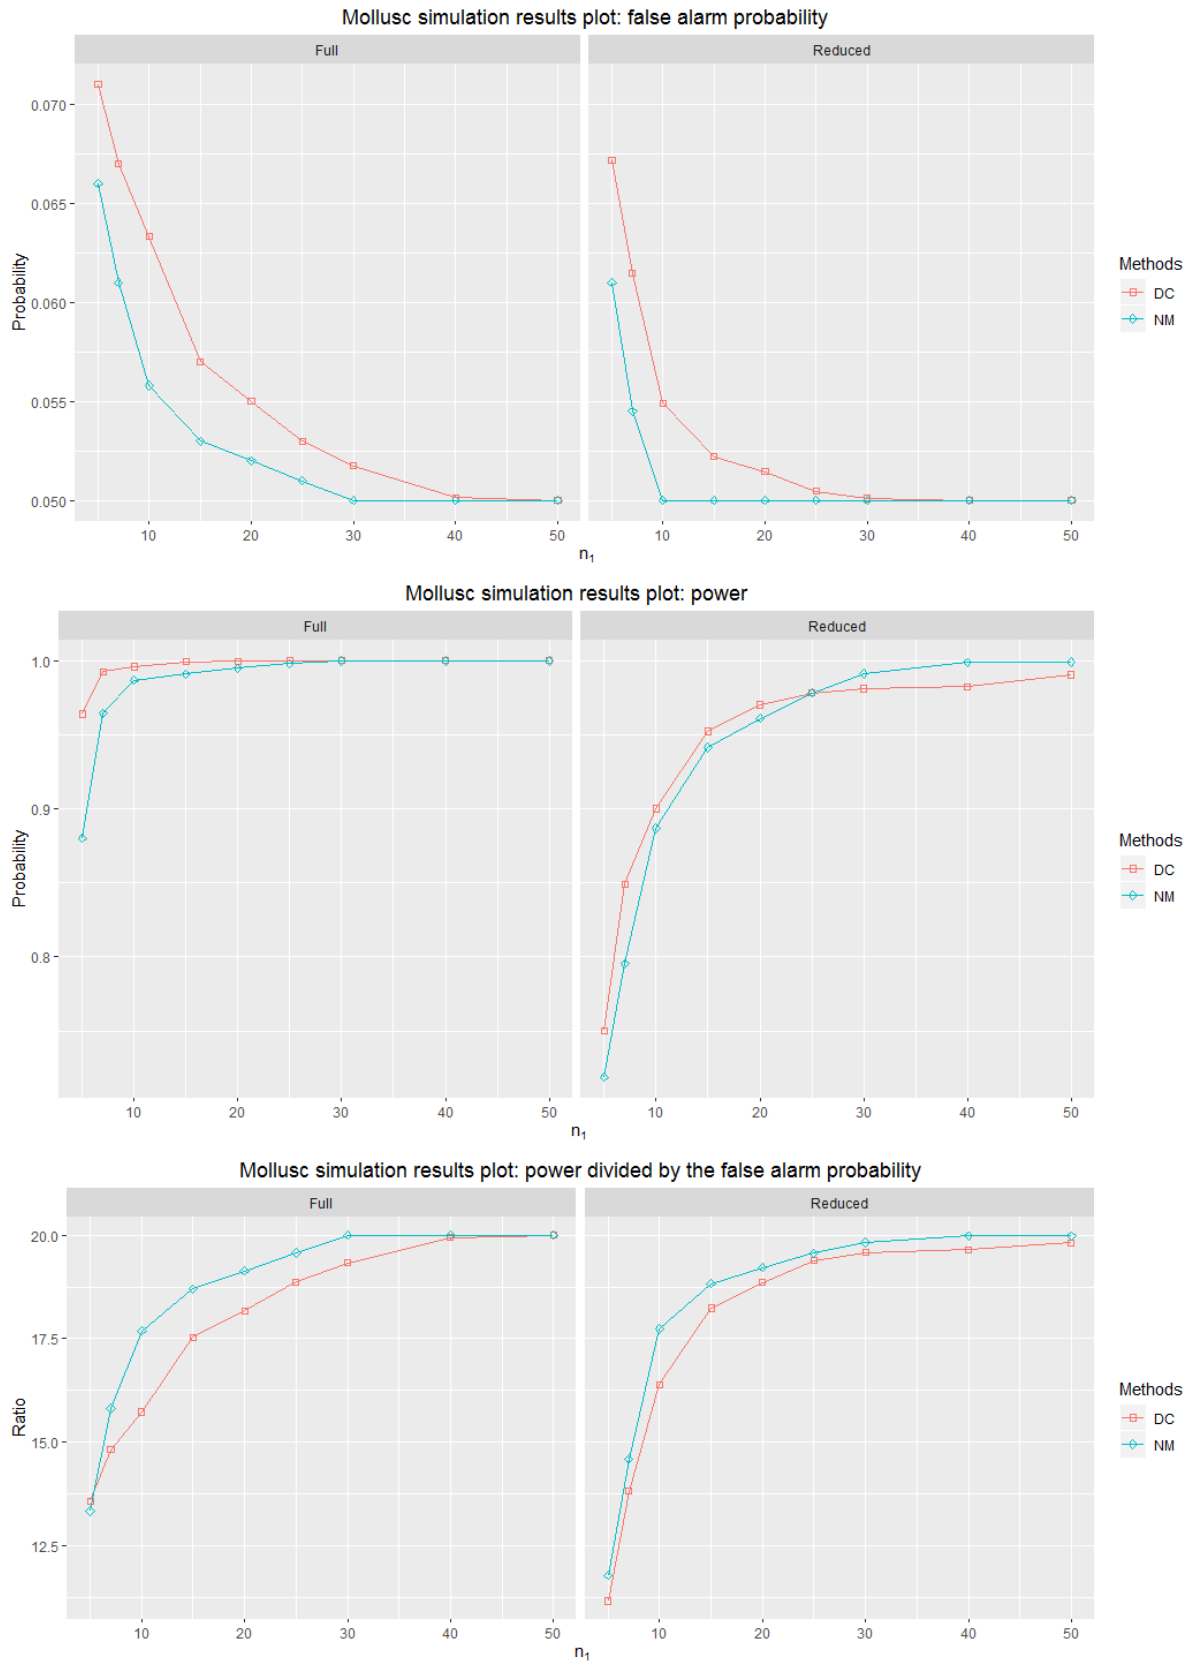 Mollusc simulation results plot: false alarm probability
Full
Reduced
0.070
0.065
0.060
0.055
0.050
Probability
10 20 30 40 50
10 20 30 40 50
n₁
Methods
DC
NM
Mollusc simulation results plot: power
Full
Reduced
1.0
0.9
0.8
Probability
10 20 30 40 50
10 20 30 40 50
n₁
Methods
DC
NM
Mollusc simulation results plot: power divided by the false alarm probability
Full
Reduced
20.0
17.5
15.0
12.5
Ratio
10 20 30 40 50
10 20 30 40 50
n₁
Methods
DC
NM